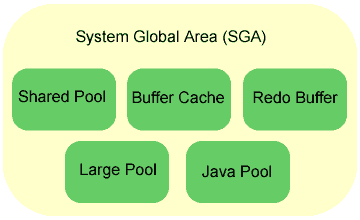 System Global Area (SGA)
Shared Pool
Buffer Cache
Redo Buffer
Large Pool
Java Pool